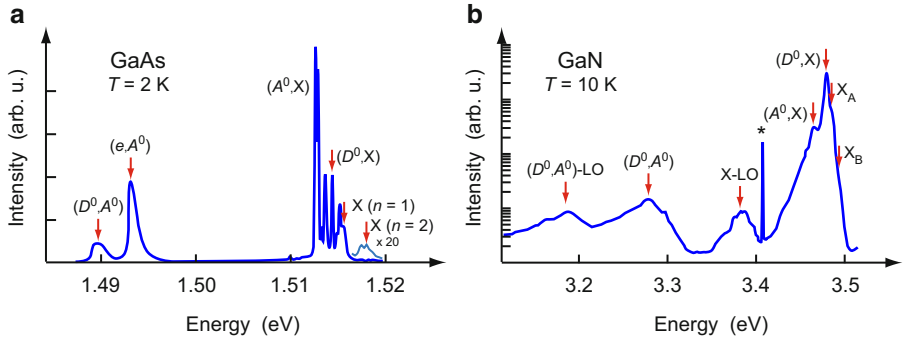 a
GaAs
T = 2 K
Intensity (arb. u.)
(D⁰,A⁰)
(e,A⁰)
(A⁰,X)
(D⁰,X)
X (n = 1)
X (n = 2)
x 20
1.49 1.50 1.51 1.52
Energy (eV)
b
GaN
T = 10 K
Intensity (arb. u.)
(D⁰,A⁰)-LO
(D⁰,A⁰)
X-LO
*
(A⁰,X)
(D⁰,X)
X_A
X_B
3.2 3.3 3.4 3.5
Energy (eV)